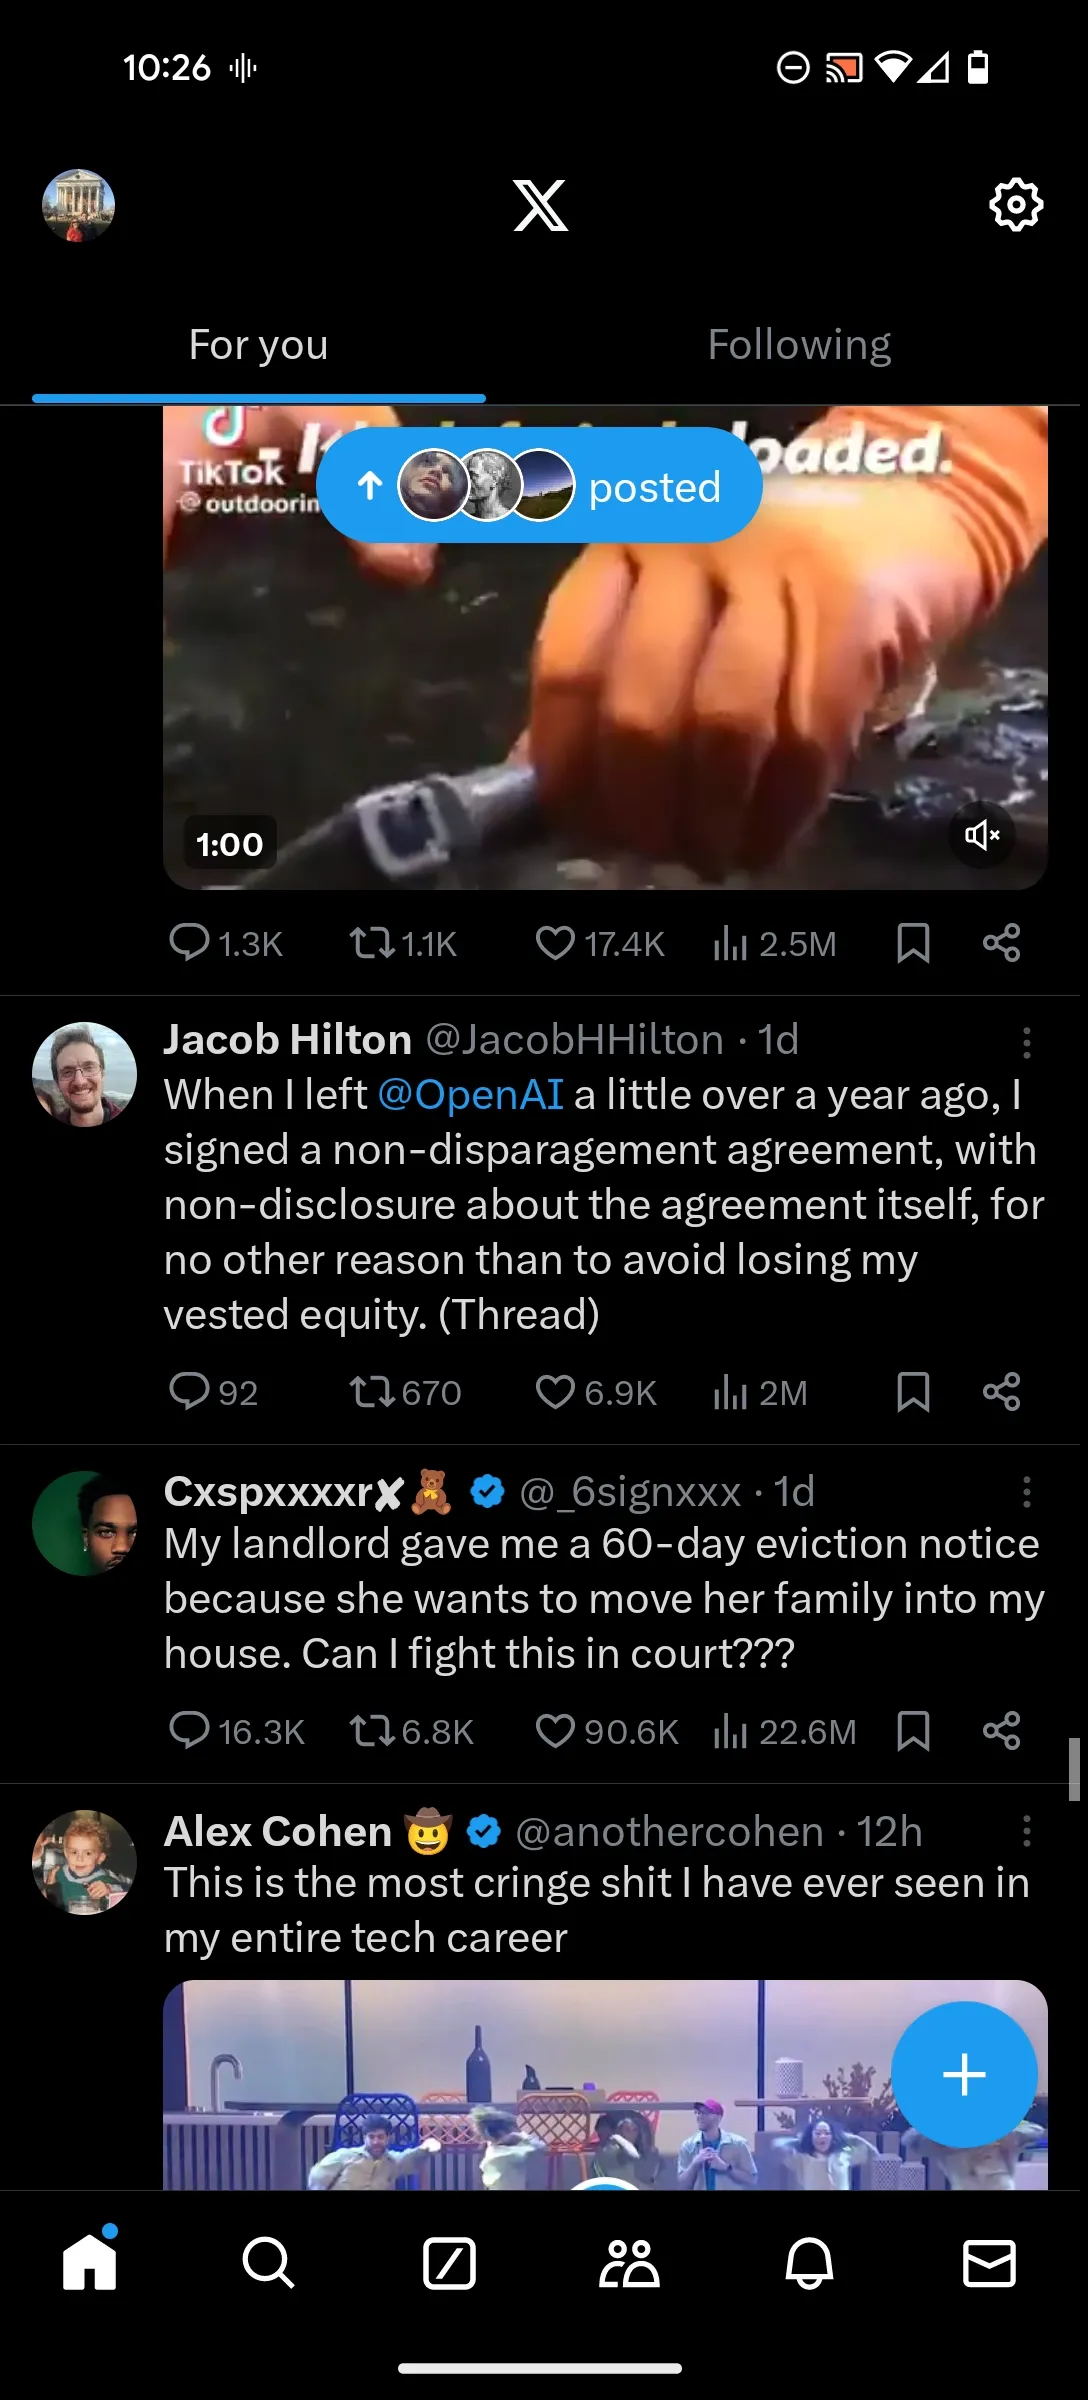 10:26
For you
Following
oaded.
TikTok
@outdoorin
posted
1:00
1.3K 1.1K 17.4K 2.5M
Jacob Hilton @JacobHHilton · 1d
When I left @OpenAI a little over a year ago, I
signed a non-disparagement agreement, with
non-disclosure about the agreement itself, for
no other reason than to avoid losing my
vested equity. (Thread)
92 670 6.9K 2M
Cxspxxxxr✘🧸 @_6signxxx · 1d
My landlord gave me a 60-day eviction notice
because she wants to move her family into my
house. Can I fight this in court???
16.3K 6.8K 90.6K 22.6M
Alex Cohen 🤠 @anothercohen · 12h
This is the most cringe shit I have ever seen in
my entire tech career